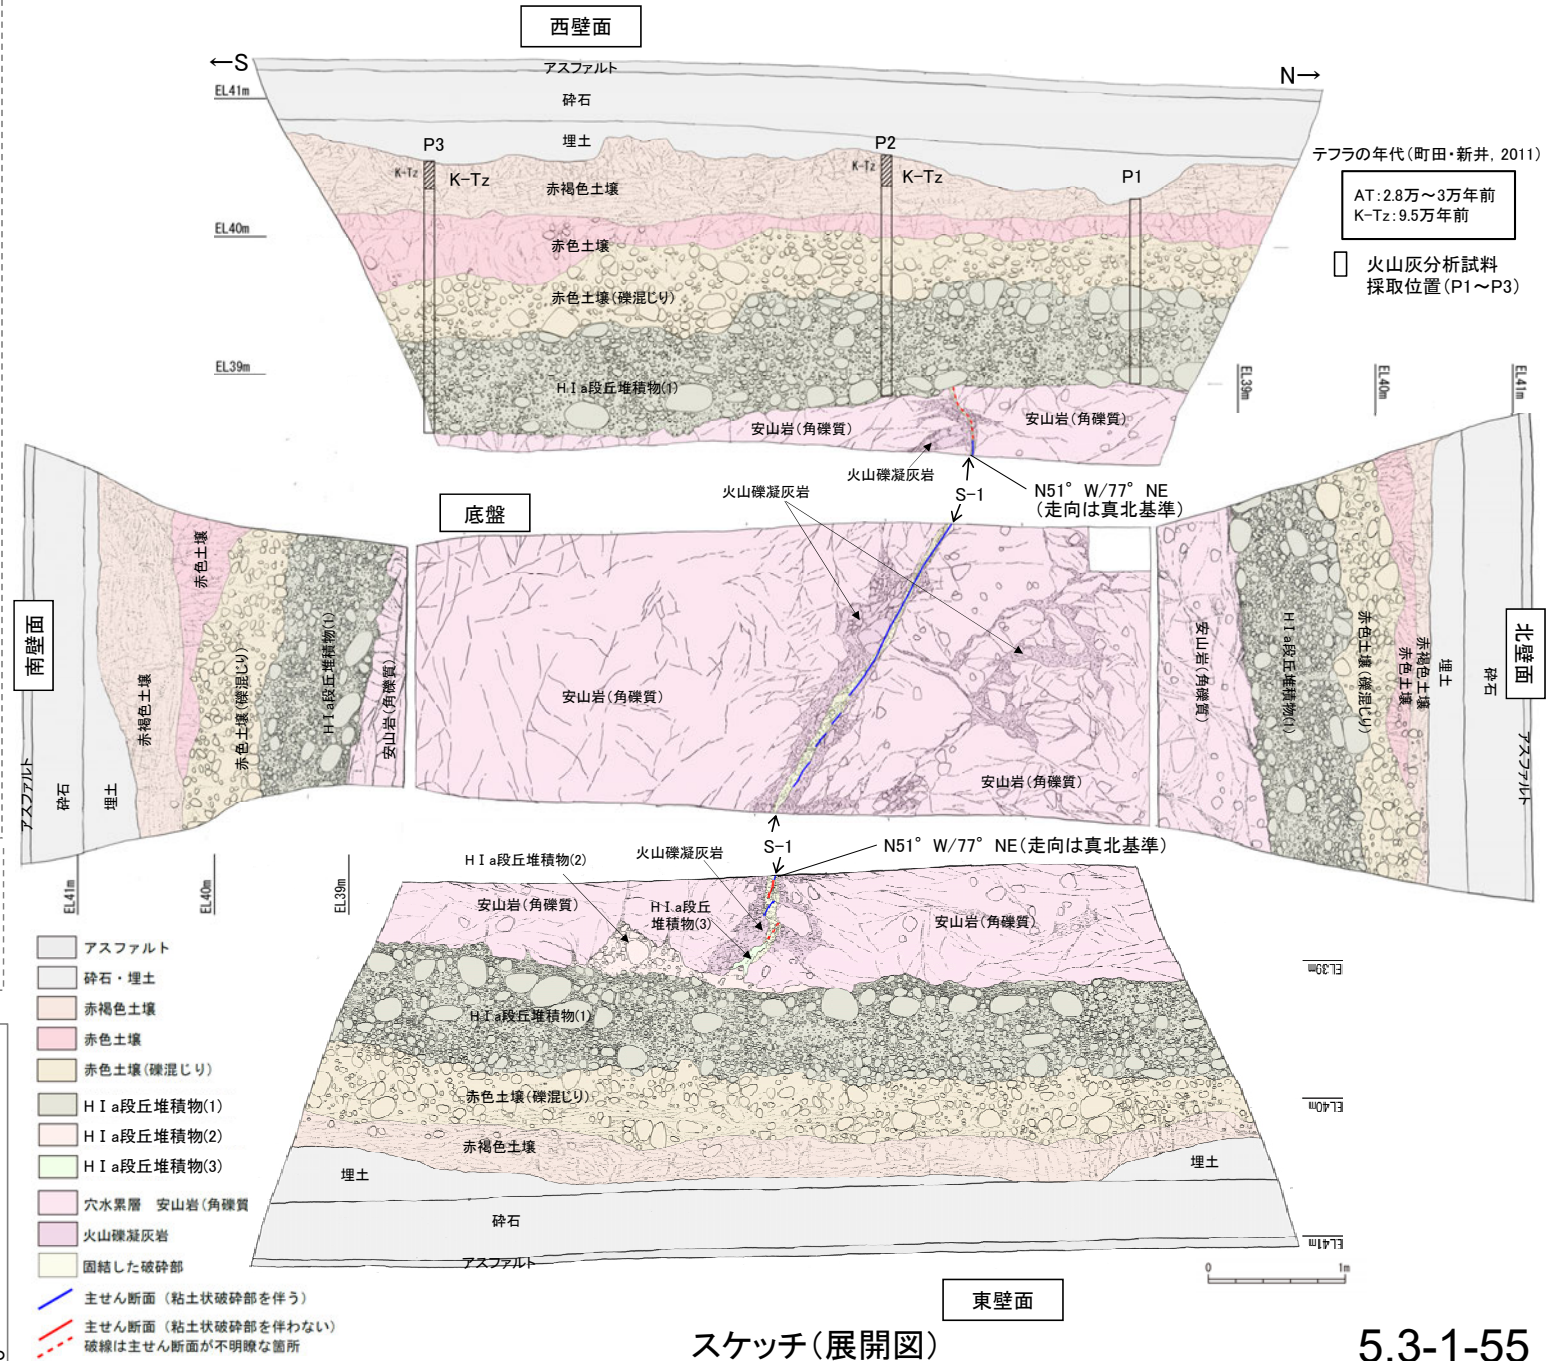 西壁面
←S
N→
アスファルト
EL41m
砕石
埋土
P3
P2
P1
K-Tz
K-Tz
K-Tz
K-Tz
赤褐色土壌
EL40m
赤色土壌
赤色土壌(礫混じり)
EL39m
HⅠa段丘堆積物(1)
安山岩(角礫質)
安山岩(角礫質)
火山礫凝灰岩
テフラの年代(町田・新井, 2011)
AT:2.8万～3万年前
K-Tz:9.5万年前
火山灰分析試料
採取位置(P1～P3)
EL39m
EL40m
EL41m
底盤
火山礫凝灰岩
S-1
N51° W/77° NE
(走向は真北基準)
南壁面
アスファルト
砕石
埋土
赤褐色土壌
赤色土壌
赤色土壌(礫混じり)
HⅠa段丘堆積物(1)
安山岩(角礫質)
安山岩(角礫質)
安山岩(角礫質)
安山岩(角礫質)
HⅠa段丘堆積物(1)
赤色土壌(礫混じり)
赤色土壌
赤褐色土壌
埋土
砕石
アスファルト
北壁面
EL41m
EL40m
EL39m
S-1
N51° W/77° NE(走向は真北基準)
HⅠa段丘堆積物(2)
火山礫凝灰岩
安山岩(角礫質)
HⅠa段丘
堆積物(3)
安山岩(角礫質)
EL39m
HⅠa段丘堆積物(1)
赤色土壌(礫混じり)
EL40m
赤褐色土壌
埋土
埋土
砕石
EL41m
アスファルト
東壁面
0
1m
アスファルト
砕石・埋土
赤褐色土壌
赤色土壌
赤色土壌(礫混じり)
HⅠa段丘堆積物(1)
HⅠa段丘堆積物(2)
HⅠa段丘堆積物(3)
穴水累層 安山岩(角礫質
火山礫凝灰岩
固結した破砕部
主せん断面 (粘土状破砕部を伴う)
主せん断面 (粘土状破砕部を伴わない)
破線は主せん断面が不明瞭な箇所
スケッチ(展開図)
5.3-1-55